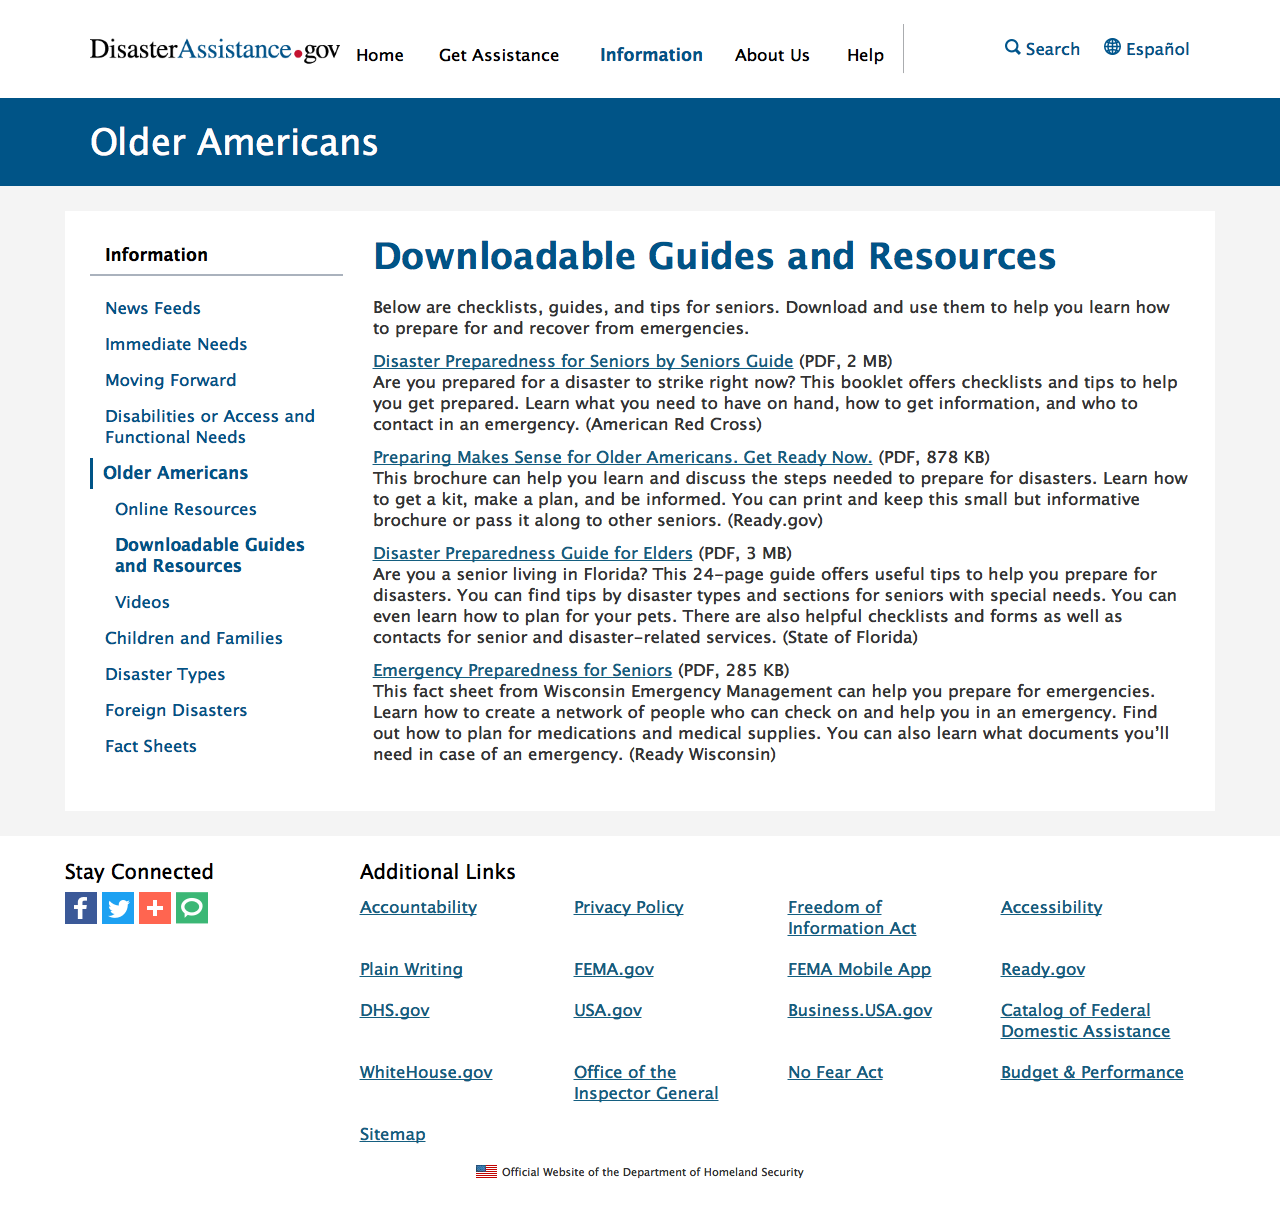 DisasterAssistance.gov
Home
Get Assistance
Information
About Us
Help
Search
Español
Older Americans
Information
News Feeds
Immediate Needs
Moving Forward
Disabilities or Access and
Functional Needs
Older Americans
Online Resources
Downloadable Guides
and Resources
Videos
Children and Families
Disaster Types
Foreign Disasters
Fact Sheets
Downloadable Guides and Resources
Below are checklists, guides, and tips for seniors. Download and use them to help you learn how
to prepare for and recover from emergencies.
Disaster Preparedness for Seniors by Seniors Guide (PDF, 2 MB)
Are you prepared for a disaster to strike right now? This booklet offers checklists and tips to help
you get prepared. Learn what you need to have on hand, how to get information, and who to
contact in an emergency. (American Red Cross)
Preparing Makes Sense for Older Americans. Get Ready Now. (PDF, 878 KB)
This brochure can help you learn and discuss the steps needed to prepare for disasters. Learn how
to get a kit, make a plan, and be informed. You can print and keep this small but informative
brochure or pass it along to other seniors. (Ready.gov)
Disaster Preparedness Guide for Elders (PDF, 3 MB)
Are you a senior living in Florida? This 24-page guide offers useful tips to help you prepare for
disasters. You can find tips by disaster types and sections for seniors with special needs. You can
even learn how to plan for your pets. There are also helpful checklists and forms as well as
contacts for senior and disaster-related services. (State of Florida)
Emergency Preparedness for Seniors (PDF, 285 KB)
This fact sheet from Wisconsin Emergency Management can help you prepare for emergencies.
Learn how to create a network of people who can check on and help you in an emergency. Find
out how to plan for medications and medical supplies. You can also learn what documents you’ll
need in case of an emergency. (Ready Wisconsin)
Stay Connected
Additional Links
Accountability
Privacy Policy
Freedom of
Information Act
Accessibility
Plain Writing
FEMA.gov
FEMA Mobile App
Ready.gov
DHS.gov
USA.gov
Business.USA.gov
Catalog of Federal
Domestic Assistance
WhiteHouse.gov
Office of the
Inspector General
No Fear Act
Budget & Performance
Sitemap
Official Website of the Department of Homeland Security